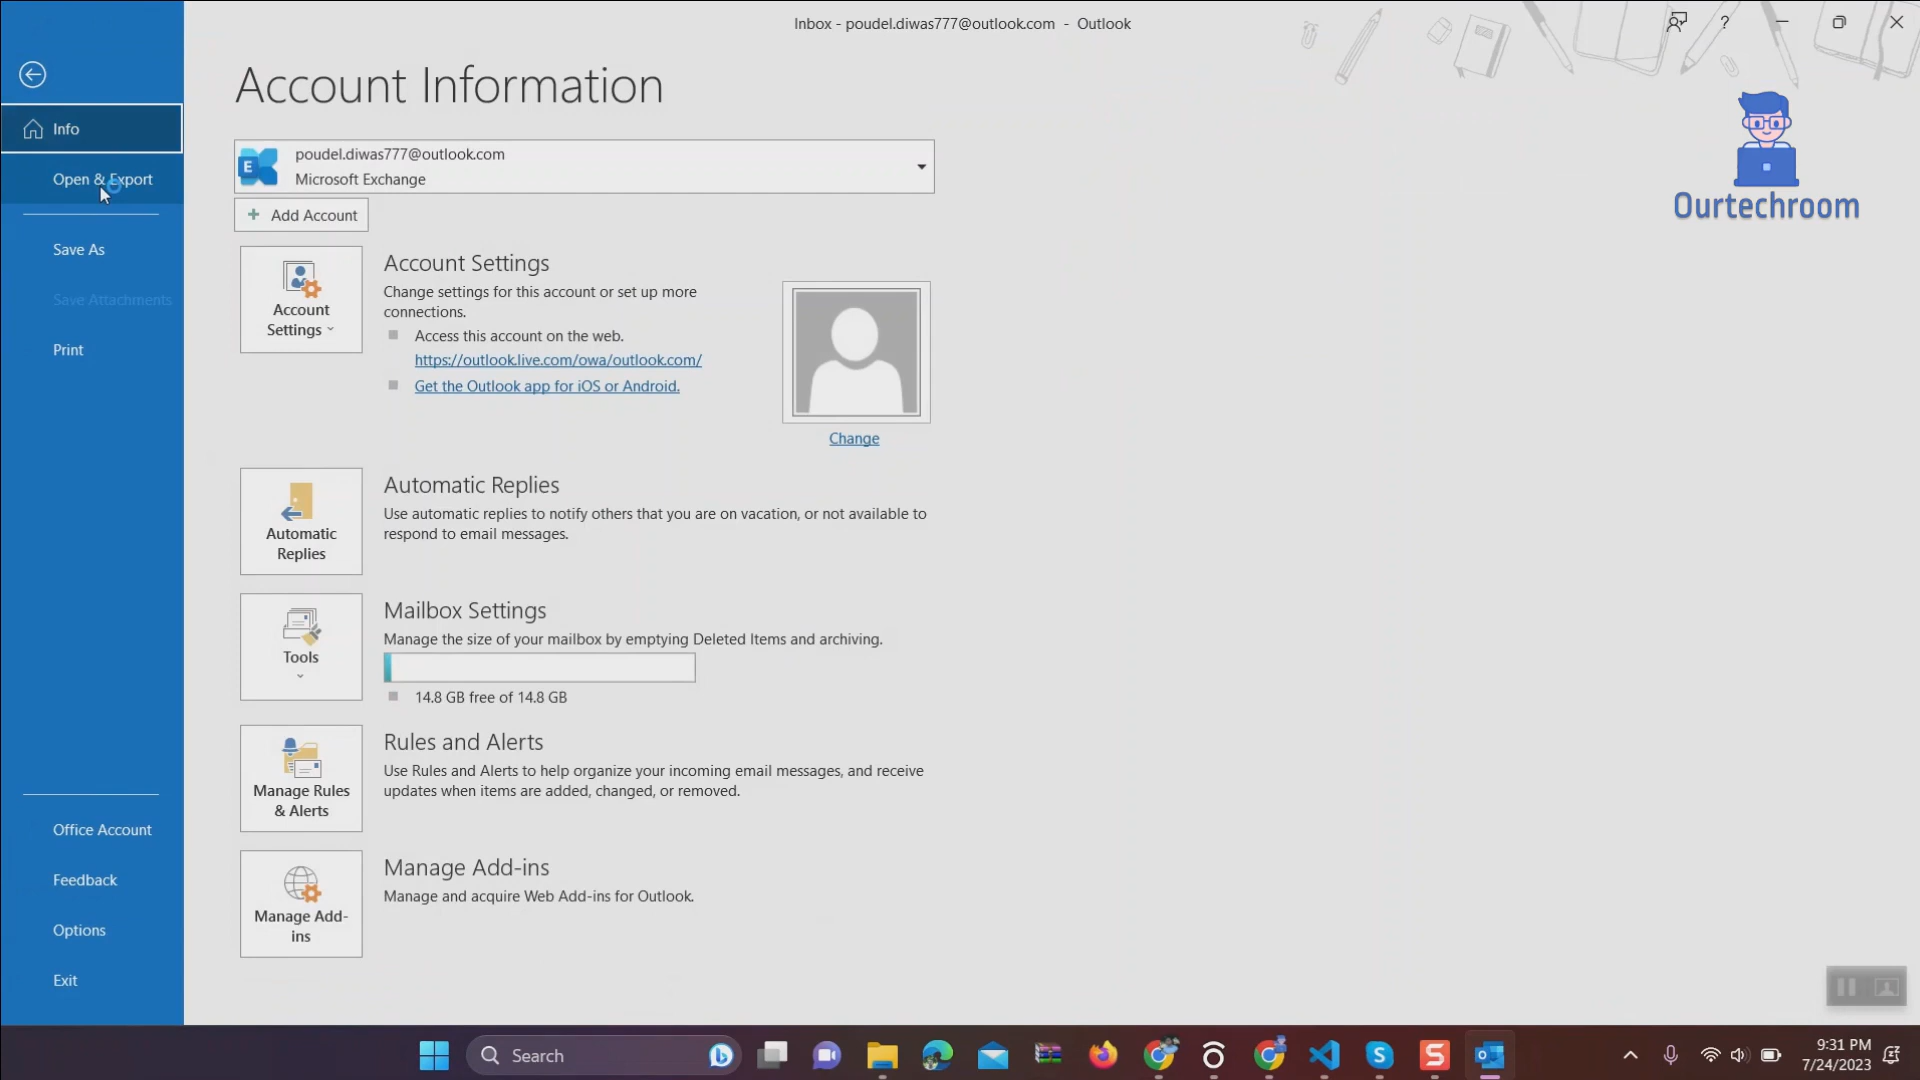 Inbox - poudel.diwas777@outlook.com - Outlook
?
Info
Open & Export
Save As
Save Attachments
Print
Office Account
Feedback
Options
Exit
Account Information
E
poudel.diwas777@outlook.com
Microsoft Exchange
+ Add Account
Account
Settings
Account Settings
Change settings for this account or set up more
connections.
Access this account on the web.
https://outlook.live.com/owa/outlook.com/
Get the Outlook app for iOS or Android.
Change
Automatic
Replies
Automatic Replies
Use automatic replies to notify others that you are on vacation, or not available to
respond to email messages.
Tools
Mailbox Settings
Manage the size of your mailbox by emptying Deleted Items and archiving.
14.8 GB free of 14.8 GB
Manage Rules
& Alerts
Rules and Alerts
Use Rules and Alerts to help organize your incoming email messages, and receive
updates when items are added, changed, or removed.
Manage Add-
ins
Manage Add-ins
Manage and acquire Web Add-ins for Outlook.
Ourtechroom
Search
9:31 PM
7/24/2023